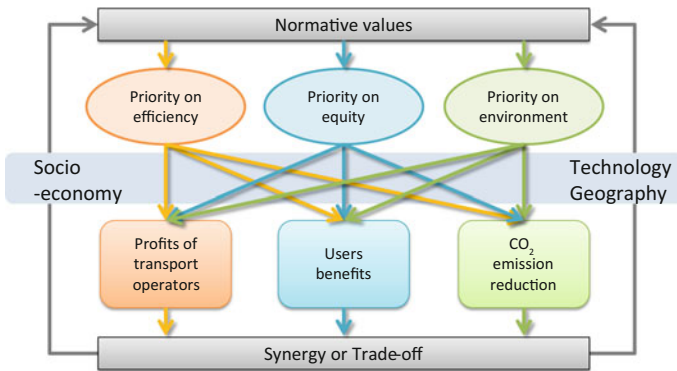 Normative values
Priority on
efficiency
Priority on
equity
Priority on
environment
Socio
-economy
Technology
Geography
Profits of
transport
operators
Users
benefits
CO₂
emission
reduction
Synergy or Trade-off